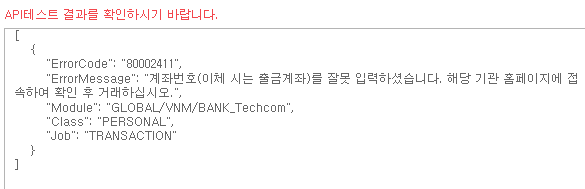 API테스트 결과를 확인하시기 바랍니다.
[
{
"ErrorCode": "80002411",
"ErrorMessage": "계좌번호(이체 시는 출금계좌)를 잘못 입력하셨습니다. 해당 기관 홈페이지에 접
속하여 확인 후 거래하십시오.",
"Module": "GLOBAL/VNM/BANK_Techcom",
"Class": "PERSONAL",
"Job": "TRANSACTION"
}
]